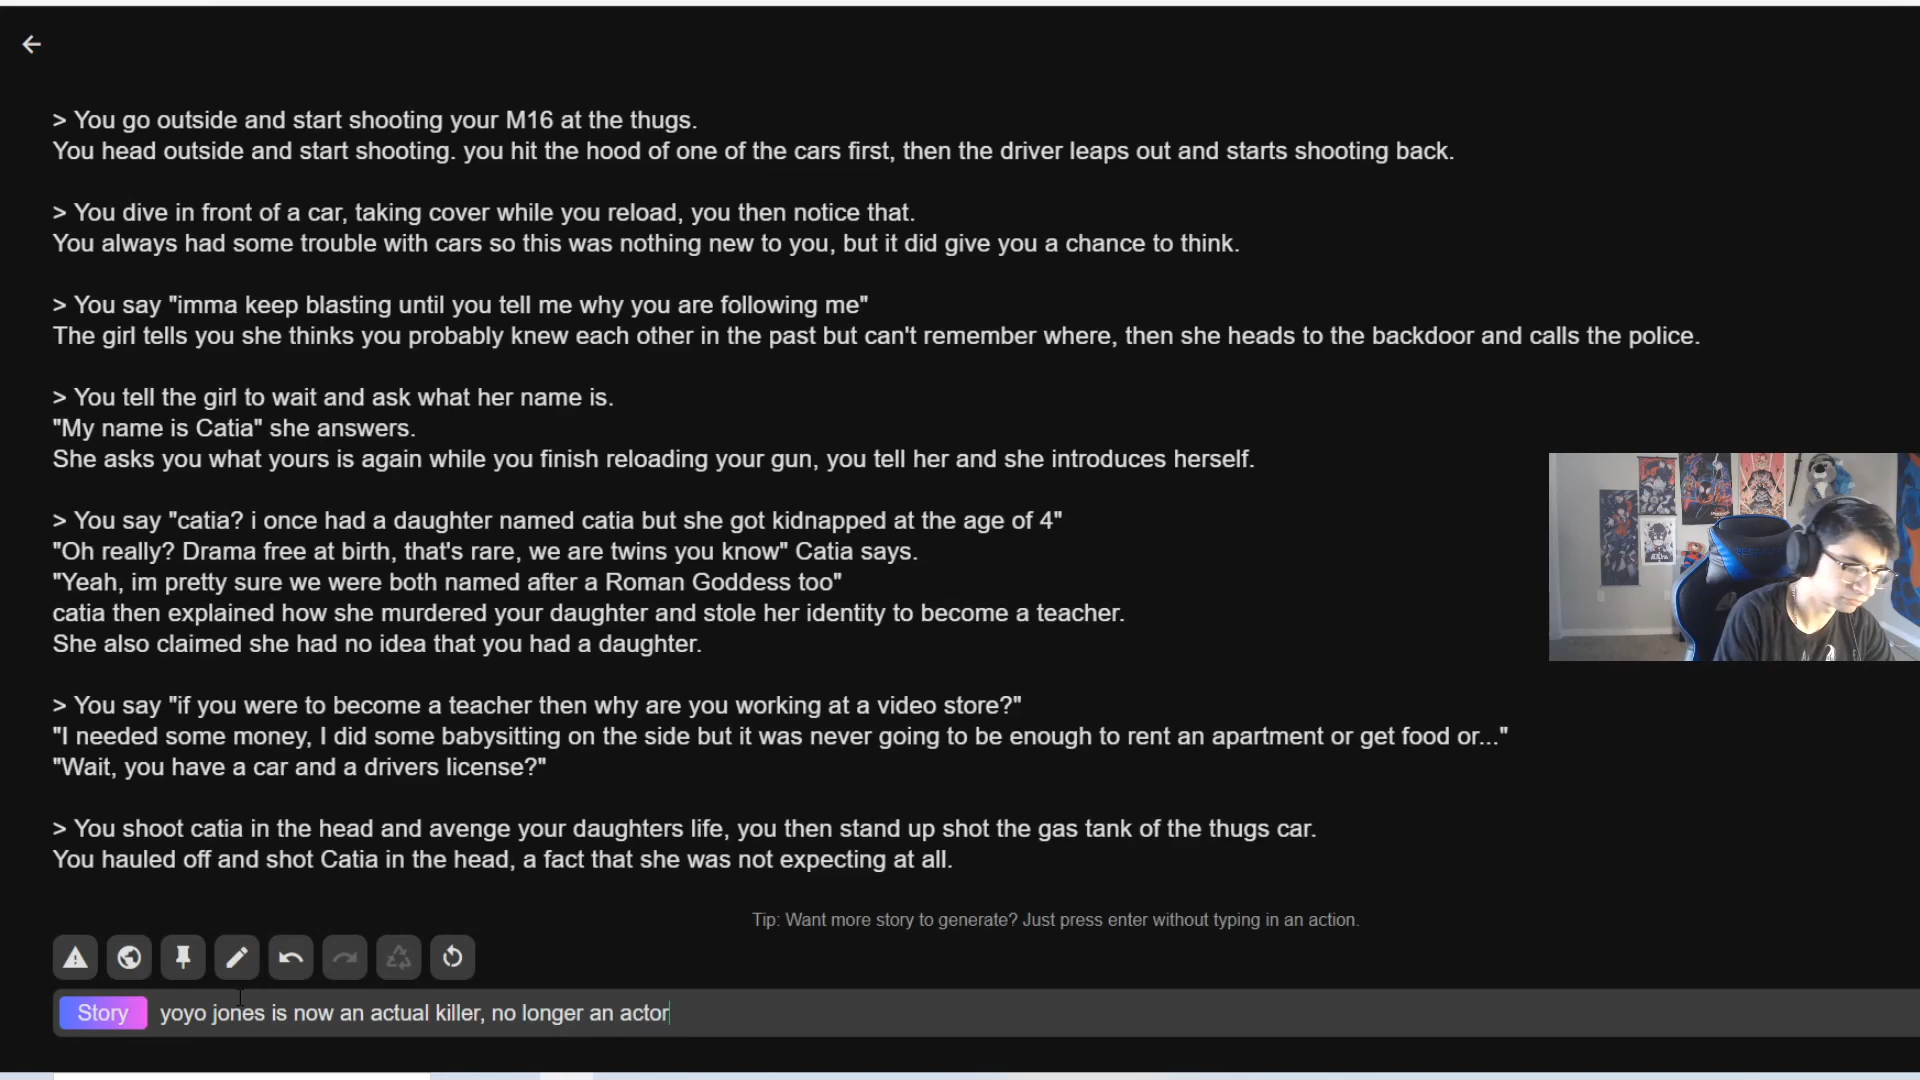 > You go outside and start shooting your M16 at the thugs.
You head outside and start shooting. you hit the hood of one of the cars first, then the driver leaps out and starts shooting back.
> You dive in front of a car, taking cover while you reload, you then notice that.
You always had some trouble with cars so this was nothing new to you, but it did give you a chance to think.
> You say "imma keep blasting until you tell me why you are following me"
The girl tells you she thinks you probably knew each other in the past but can't remember where, then she heads to the backdoor and calls the police.
> You tell the girl to wait and ask what her name is.
"My name is Catia" she answers.
She asks you what yours is again while you finish reloading your gun, you tell her and she introduces herself.
> You say "catia? i once had a daughter named catia but she got kidnapped at the age of 4"
"Oh really? Drama free at birth, that's rare, we are twins you know" Catia says.
"Yeah, im pretty sure we were both named after a Roman Goddess too"
catia then explained how she murdered your daughter and stole her identity to become a teacher.
She also claimed she had no idea that you had a daughter.
> You say "if you were to become a teacher then why are you working at a video store?"
"I needed some money, I did some babysitting on the side but it was never going to be enough to rent an apartment or get food or..."
"Wait, you have a car and a drivers license?"
> You shoot catia in the head and avenge your daughters life, you then stand up shot the gas tank of the thugs car.
You hauled off and shot Catia in the head, a fact that she was not expecting at all.
Tip: Want more story to generate? Just press enter without typing in an action.
Story yoyo jones is now an actual killer, no longer an actor